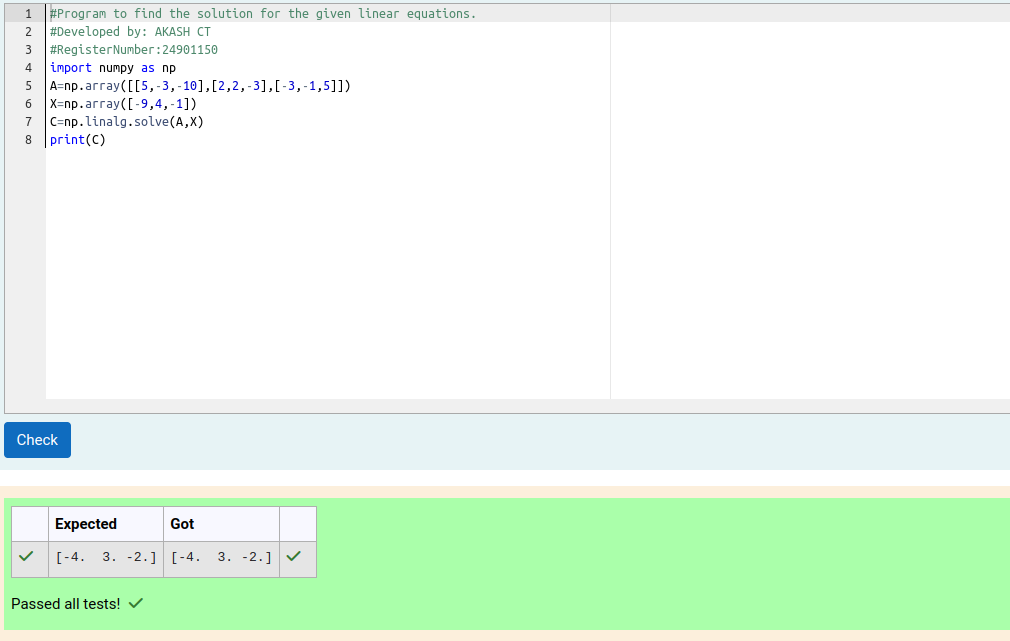 1 #Program to find the solution for the given linear equations.
2 #Developed by: AKASH CT
3 #RegisterNumber:24901150
4 import numpy as np
5 A=np.array([[5,-3,-10],[2,2,-3],[-3,-1,5]])
6 X=np.array([-9,4,-1])
7 C=np.linalg.solve(A,X)
8 print(C)
Check
Expected Got
[-4.  3. -2.] [-4.  3. -2.]
Passed all tests!